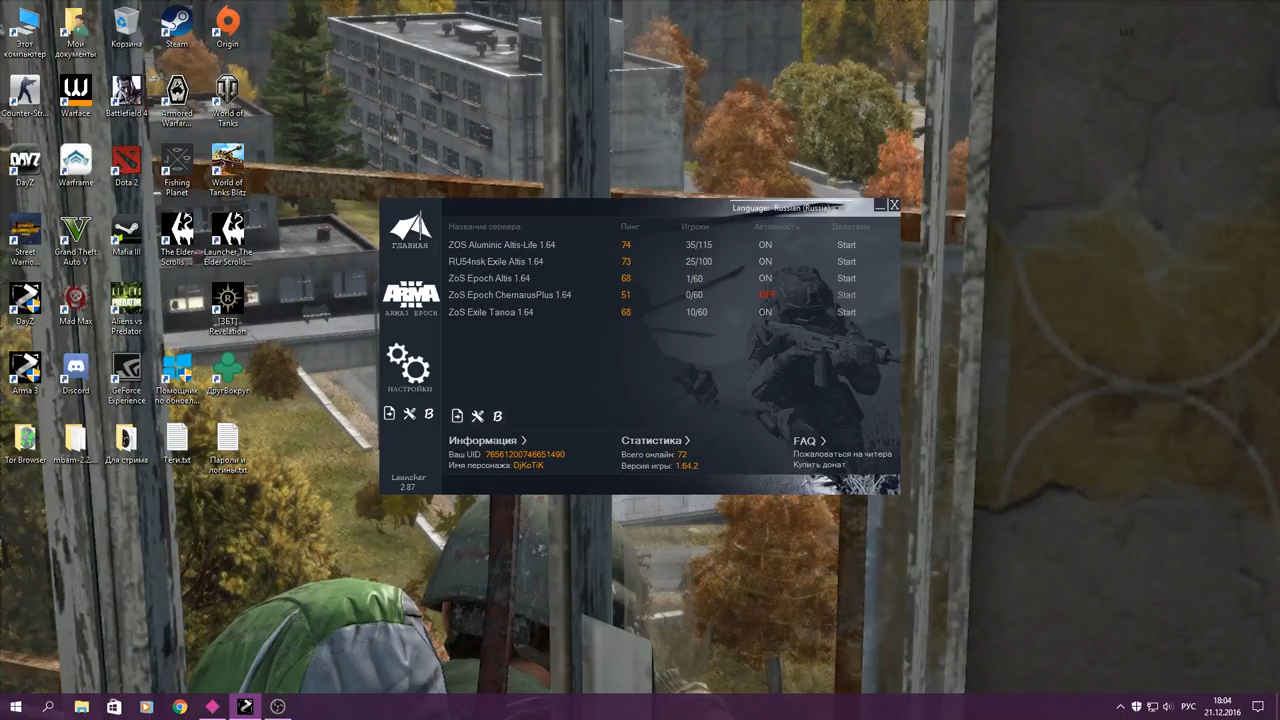 Этот компьютер
Мои документы
Корзина
Steam
Origin
Counter-Str...
Warface
Battlefield 4
Armored Warfar...
World of Tanks
DayZ
Warframe
Dota 2
Fishing Planet
World of Tanks Blitz
Street Warrio...
Grand Theft Auto V
Mafia III
The Elder Scrolls ...
Launcher.The Elder Scrolls...
DayZ
Mad Max
Aliens vs Predator
_[ЗБТ]_ Revelation
Arma 3
Discord
GeForce Experience
Помощник по обновл...
ДругВокруг
Tor Browser
mbam-2.2....
Для стрима
Теги.txt
Пароли и логины.txt
100
Language: Russian (Russia)
_ X
ГЛАВНАЯ
ARMA III
ARMA3 EPOCH
НАСТРОЙКИ
Launcher
2.87
Название сервера: Пинг Игроки Активность Действия
ZOS Aluminic Altis-Life 1.64 74 35/115 ON Start
RU54nsk Exile Altis 1.64 73 25/100 ON Start
ZoS Epoch Altis 1.64 68 1/60 ON Start
ZoS Epoch ChernarusPlus 1.64 51 0/60 OFF Start
ZoS Exile Tanoa 1.64 68 10/60 ON Start
Информация
Ваш UID 76561200746651490
Имя персонажа: DjKoTiK
Статистика
Всего онлайн: 72
Версия игры: 1.64.2
FAQ
Пожаловаться на читера
Купить донат
РУС
18:04
21.12.2016